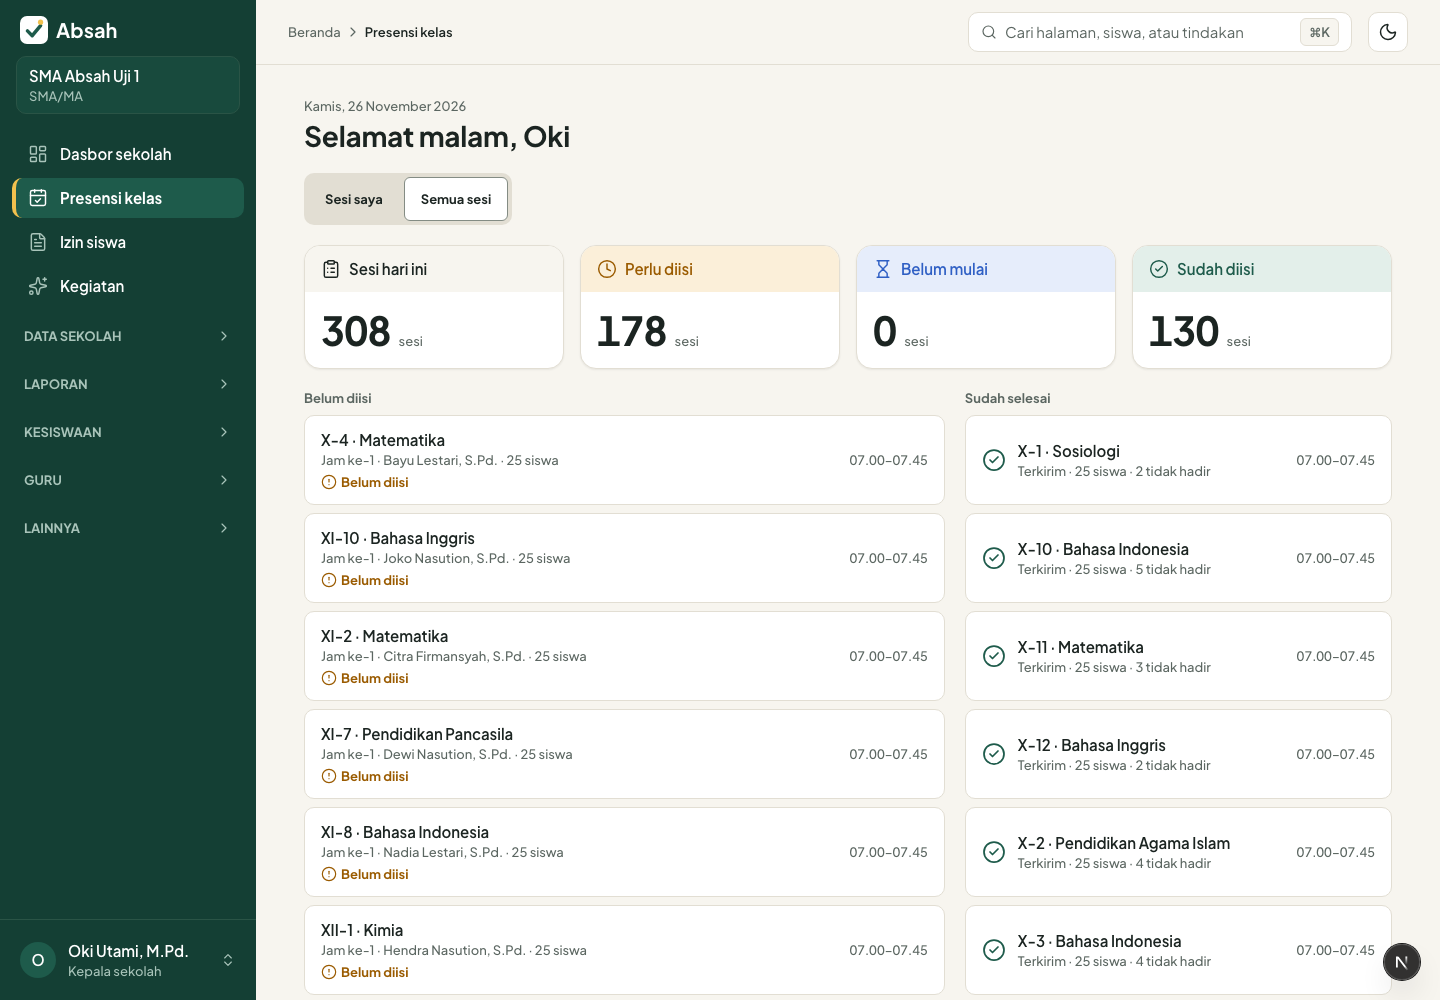 Absah
SMA Absah Uji 1
SMA/MA
Dasbor sekolah
Presensi kelas
Izin siswa
Kegiatan
DATA SEKOLAH
LAPORAN
KESISWAAN
GURU
LAINNYA
O
Oki Utami, M.Pd.
Kepala sekolah
Beranda > Presensi kelas
Cari halaman, siswa, atau tindakan
⌘K
Kamis, 26 November 2026
Selamat malam, Oki
Sesi saya
Semua sesi
Sesi hari ini
308 sesi
Perlu diisi
178 sesi
Belum mulai
0 sesi
Sudah diisi
130 sesi
Belum diisi
X-4 · Matematika
Jam ke-1 · Bayu Lestari, S.Pd. · 25 siswa
Belum diisi
07.00–07.45
XI-10 · Bahasa Inggris
Jam ke-1 · Joko Nasution, S.Pd. · 25 siswa
Belum diisi
07.00–07.45
XI-2 · Matematika
Jam ke-1 · Citra Firmansyah, S.Pd. · 25 siswa
Belum diisi
07.00–07.45
XI-7 · Pendidikan Pancasila
Jam ke-1 · Dewi Nasution, S.Pd. · 25 siswa
Belum diisi
07.00–07.45
XI-8 · Bahasa Indonesia
Jam ke-1 · Nadia Lestari, S.Pd. · 25 siswa
Belum diisi
07.00–07.45
XII-1 · Kimia
Jam ke-1 · Hendra Nasution, S.Pd. · 25 siswa
Belum diisi
07.00–07.45
Sudah selesai
X-1 · Sosiologi
Terkirim · 25 siswa · 2 tidak hadir
07.00–07.45
X-10 · Bahasa Indonesia
Terkirim · 25 siswa · 5 tidak hadir
07.00–07.45
X-11 · Matematika
Terkirim · 25 siswa · 3 tidak hadir
07.00–07.45
X-12 · Bahasa Inggris
Terkirim · 25 siswa · 2 tidak hadir
07.00–07.45
X-2 · Pendidikan Agama Islam
Terkirim · 25 siswa · 4 tidak hadir
07.00–07.45
X-3 · Bahasa Indonesia
Terkirim · 25 siswa · 4 tidak hadir
07.00–07.45
N